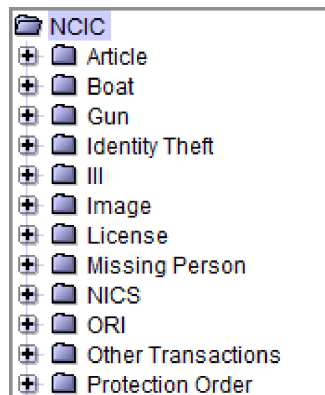 NCIC
Article
Boat
Gun
Identity Theft
III
Image
License
Missing Person
NICS
ORI
Other Transactions
Protection Order